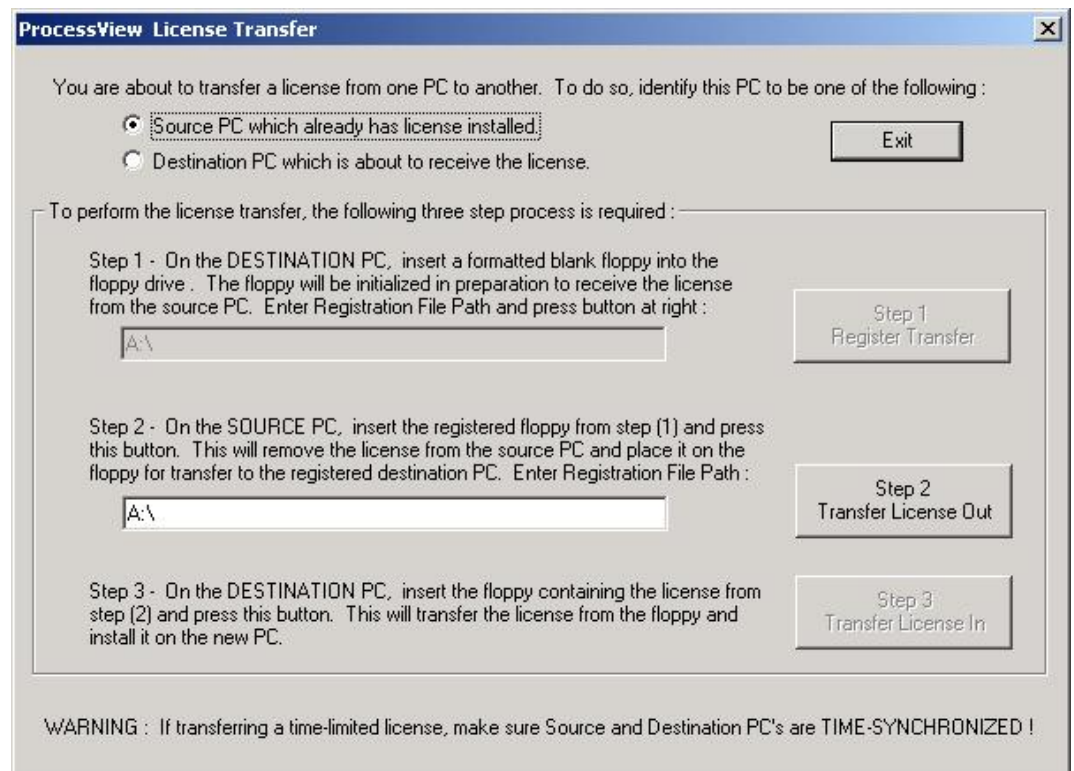 ProcessView License Transfer
You are about to transfer a license from one PC to another. To do so, identify this PC to be one of the following :
Source PC which already has license installed.
Exit
Destination PC which is about to receive the license.
To perform the license transfer, the following three step process is required :
Step 1 - On the DESTINATION PC, insert a formatted blank floppy into the
floppy drive . The floppy will be initialized in preparation to receive the license
from the source PC. Enter Registration File Path and press button at right :
A:\
Step 1
Register Transfer
Step 2 - On the SOURCE PC, insert the registered floppy from step (1) and press
this button. This will remove the license from the source PC and place it on the
floppy for transfer to the registered destination PC. Enter Registration File Path :
A:\
Step 2
Transfer License Out
Step 3 - On the DESTINATION PC, insert the floppy containing the license from
step (2) and press this button. This will transfer the license from the floppy and
install it on the new PC.
Step 3
Transfer License In
WARNING : If transferring a time-limited license, make sure Source and Destination PC's are TIME-SYNCHRONIZED !